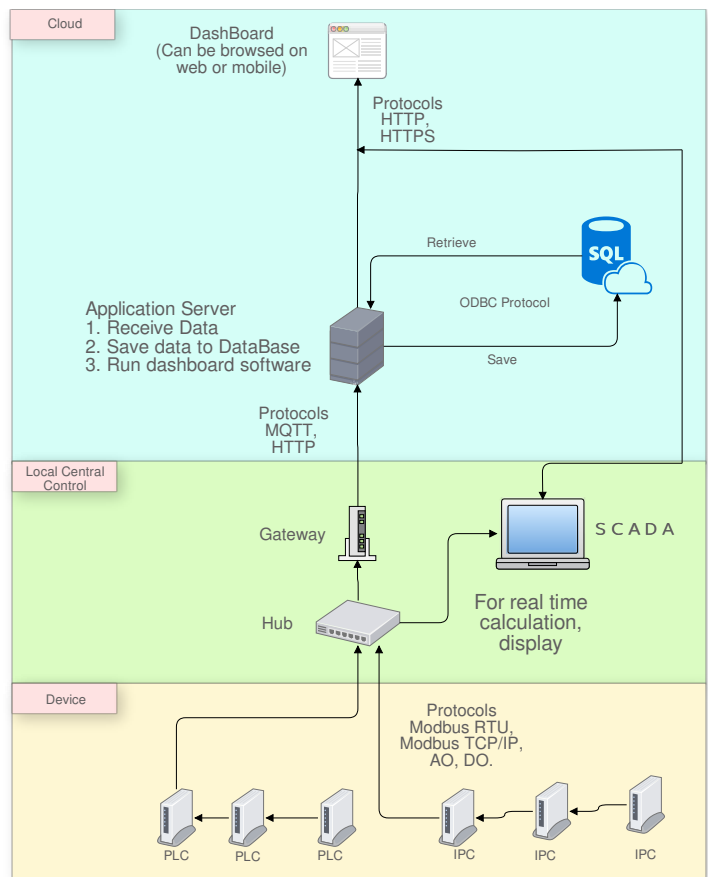 Cloud
DashBoard
(Can be browsed on
web or mobile)
Protocols
HTTP,
HTTPS
Retrieve
SQL
ODBC Protocol
Application Server
1. Receive Data
2. Save data to DataBase
3. Run dashboard software
Save
Protocols
MQTT,
HTTP
Local Central
Control
Gateway
SCADA
For real time
calculation,
display
Hub
Device
Protocols
Modbus RTU,
Modbus TCP/IP,
AO, DO.
PLC
PLC
PLC
IPC
IPC
IPC